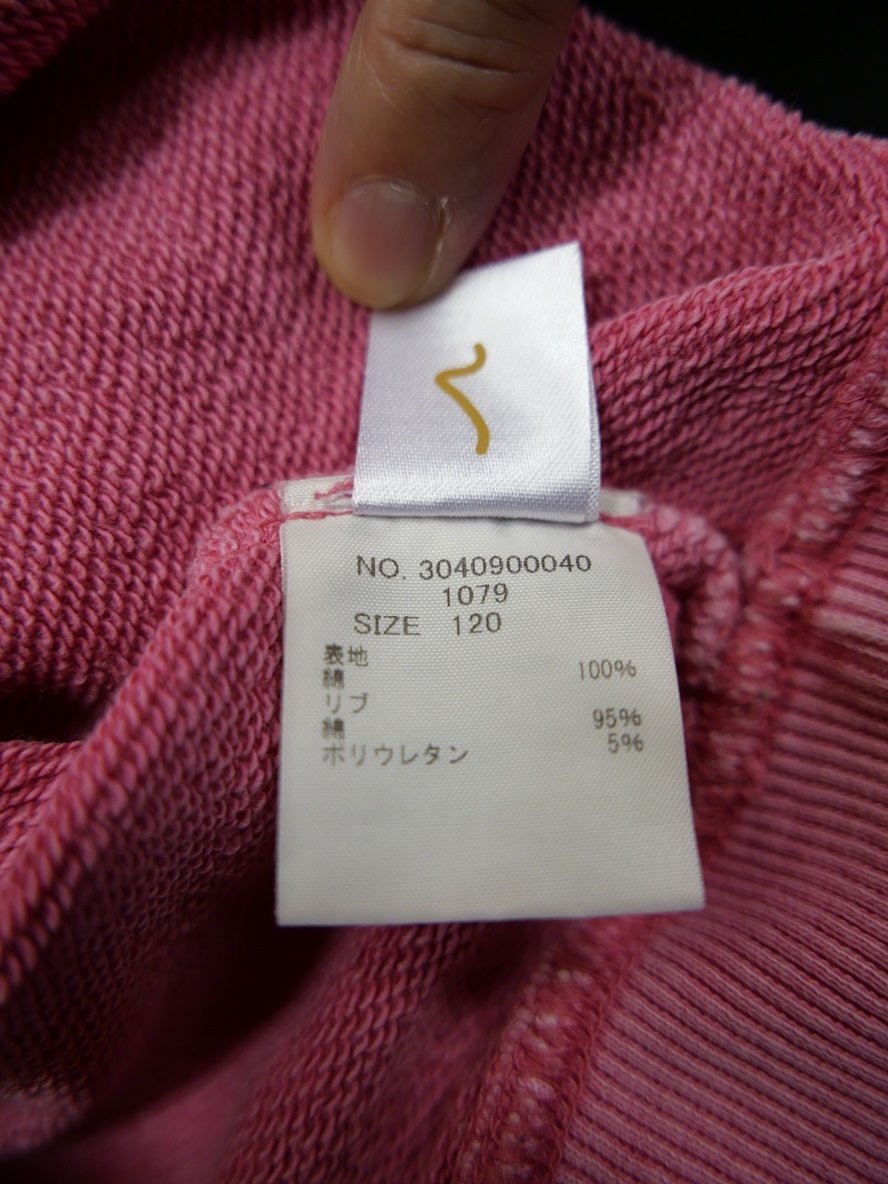 NO. 3040900040
1079
SIZE 120
表地
綿 100%
リブ
綿 95%
ポリウレタン 5%